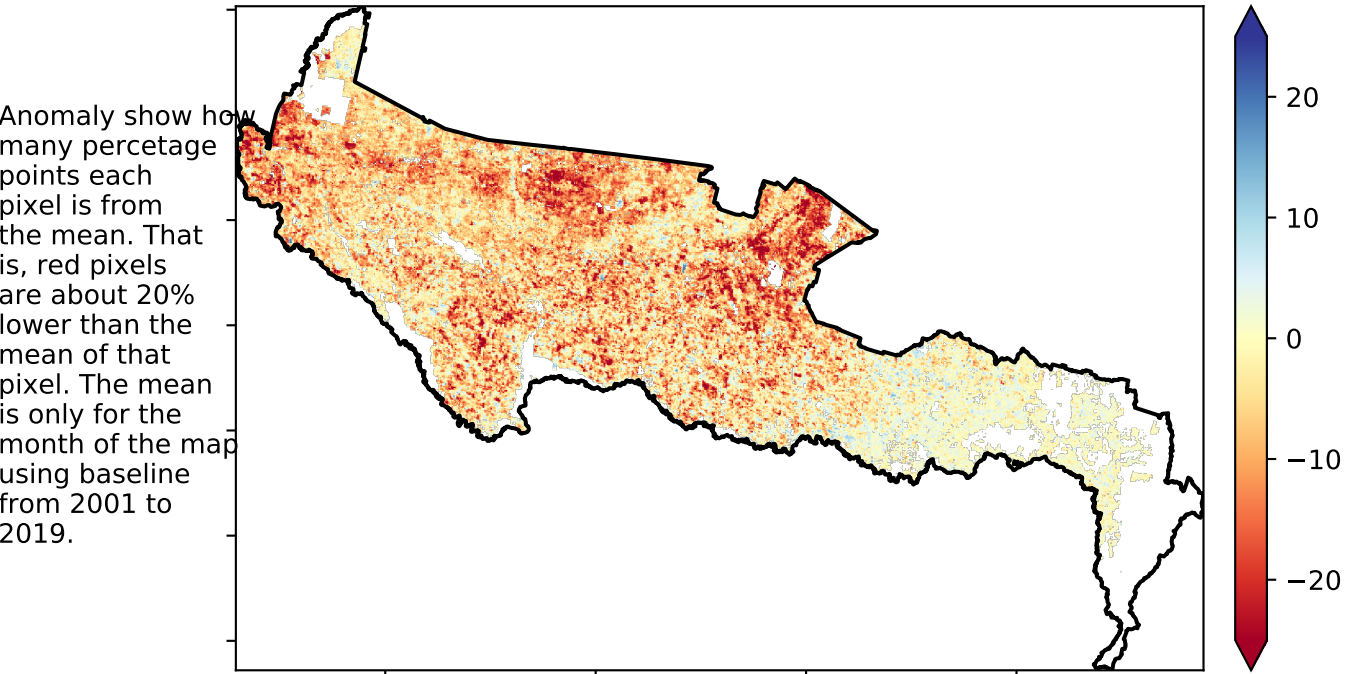 Anomaly show how
many percetage
points each
pixel is from
the mean. That
is, red pixels
are about 20%
lower than the
mean of that
pixel. The mean
is only for the
month of the map
using baseline
from 2001 to
2019.
20
10
0
−10
−20